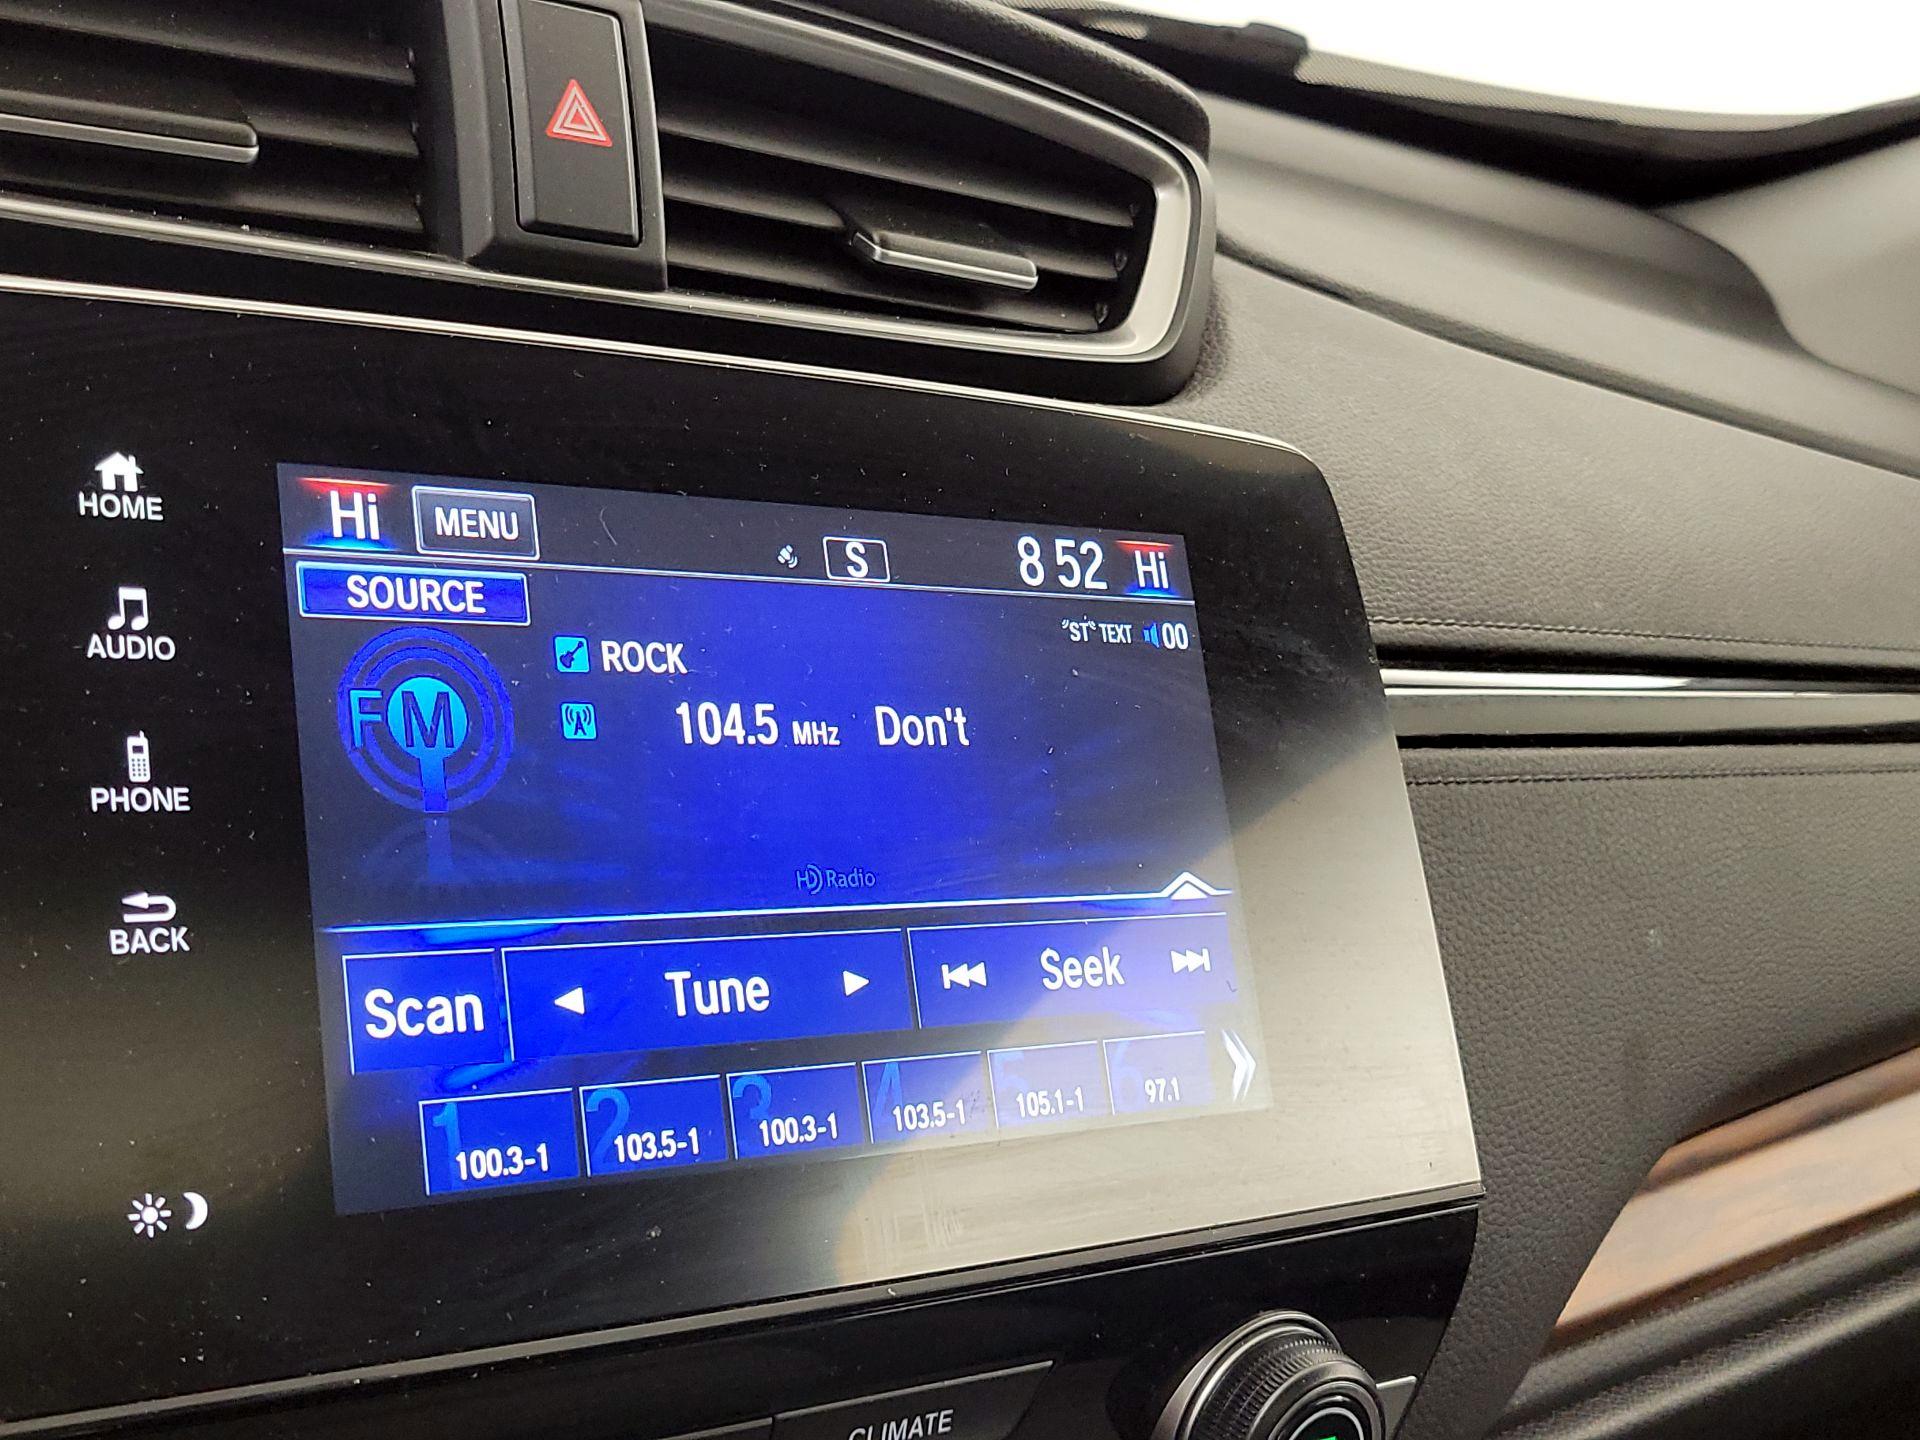 HOME
AUDIO
PHONE
BACK
Hi MENU S 8 52 Hi
SOURCE
"ST" TEXT 00
FM
ROCK
104.5 MHz Don't
HD Radio
Scan Tune Seek
1 100.3-1
2 103.5-1
3 100.3-1
4 103.5-1
5 105.1-1
6 97.1
CLIMATE